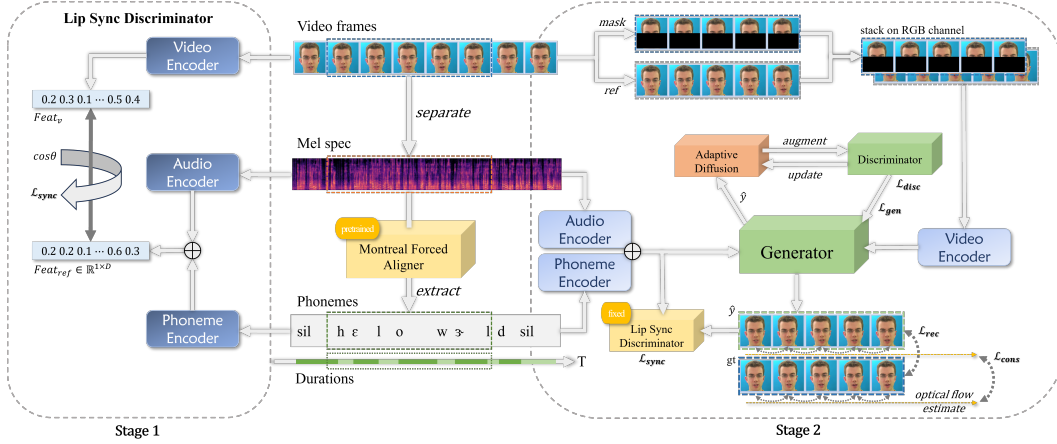 Lip Sync Discriminator
Video
Encoder
0.2 0.3 0.1 ⋯ 0.5 0.4
Feat_v
cosθ
ℒ_sync
Audio
Encoder
0.2 0.2 0.1 ⋯ 0.6 0.3
Feat_ref ∈ ℝ^{1×D}
Phoneme
Encoder
Stage 1
Video frames
separate
Mel spec
pretrained
Montreal Forced
Aligner
extract
Phonemes
sil h ɛ l o w ɝ l d sil
T
Durations
mask
ref
stack on RGB channel
Adaptive
Diffusion
augment
update
Discriminator
ℒ_disc
ℒ_gen
ŷ
Audio
Encoder
Phoneme
Encoder
Generator
Video
Encoder
fixed
Lip Sync
Discriminator
ℒ_sync
ŷ
ℒ_rec
gt
ℒ_cons
optical flow
estimate
Stage 2